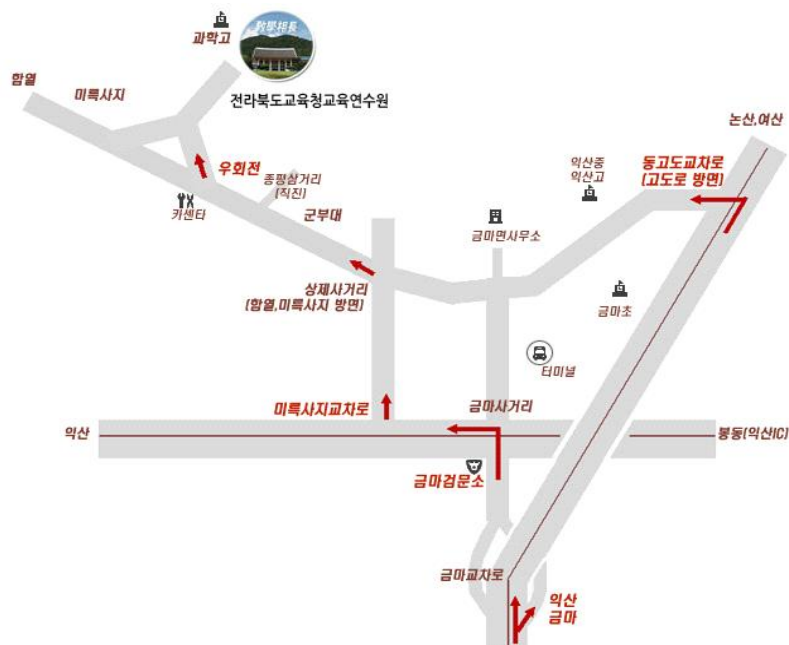 과학고
敎學相長
전라북도교육청교육연수원
함열
미륵사지
논산,여산
우회전
종평삼거리
(직진)
익산중
익산고
동고도교차로
(고도로 방면)
카센타
군부대
금마면사무소
상제사거리
(함열,미륵사지 방면)
금마초
터미널
미륵사지교차로
금마사거리
익산
봉동(익산IC)
금마검문소
금마교차로
익산
금마